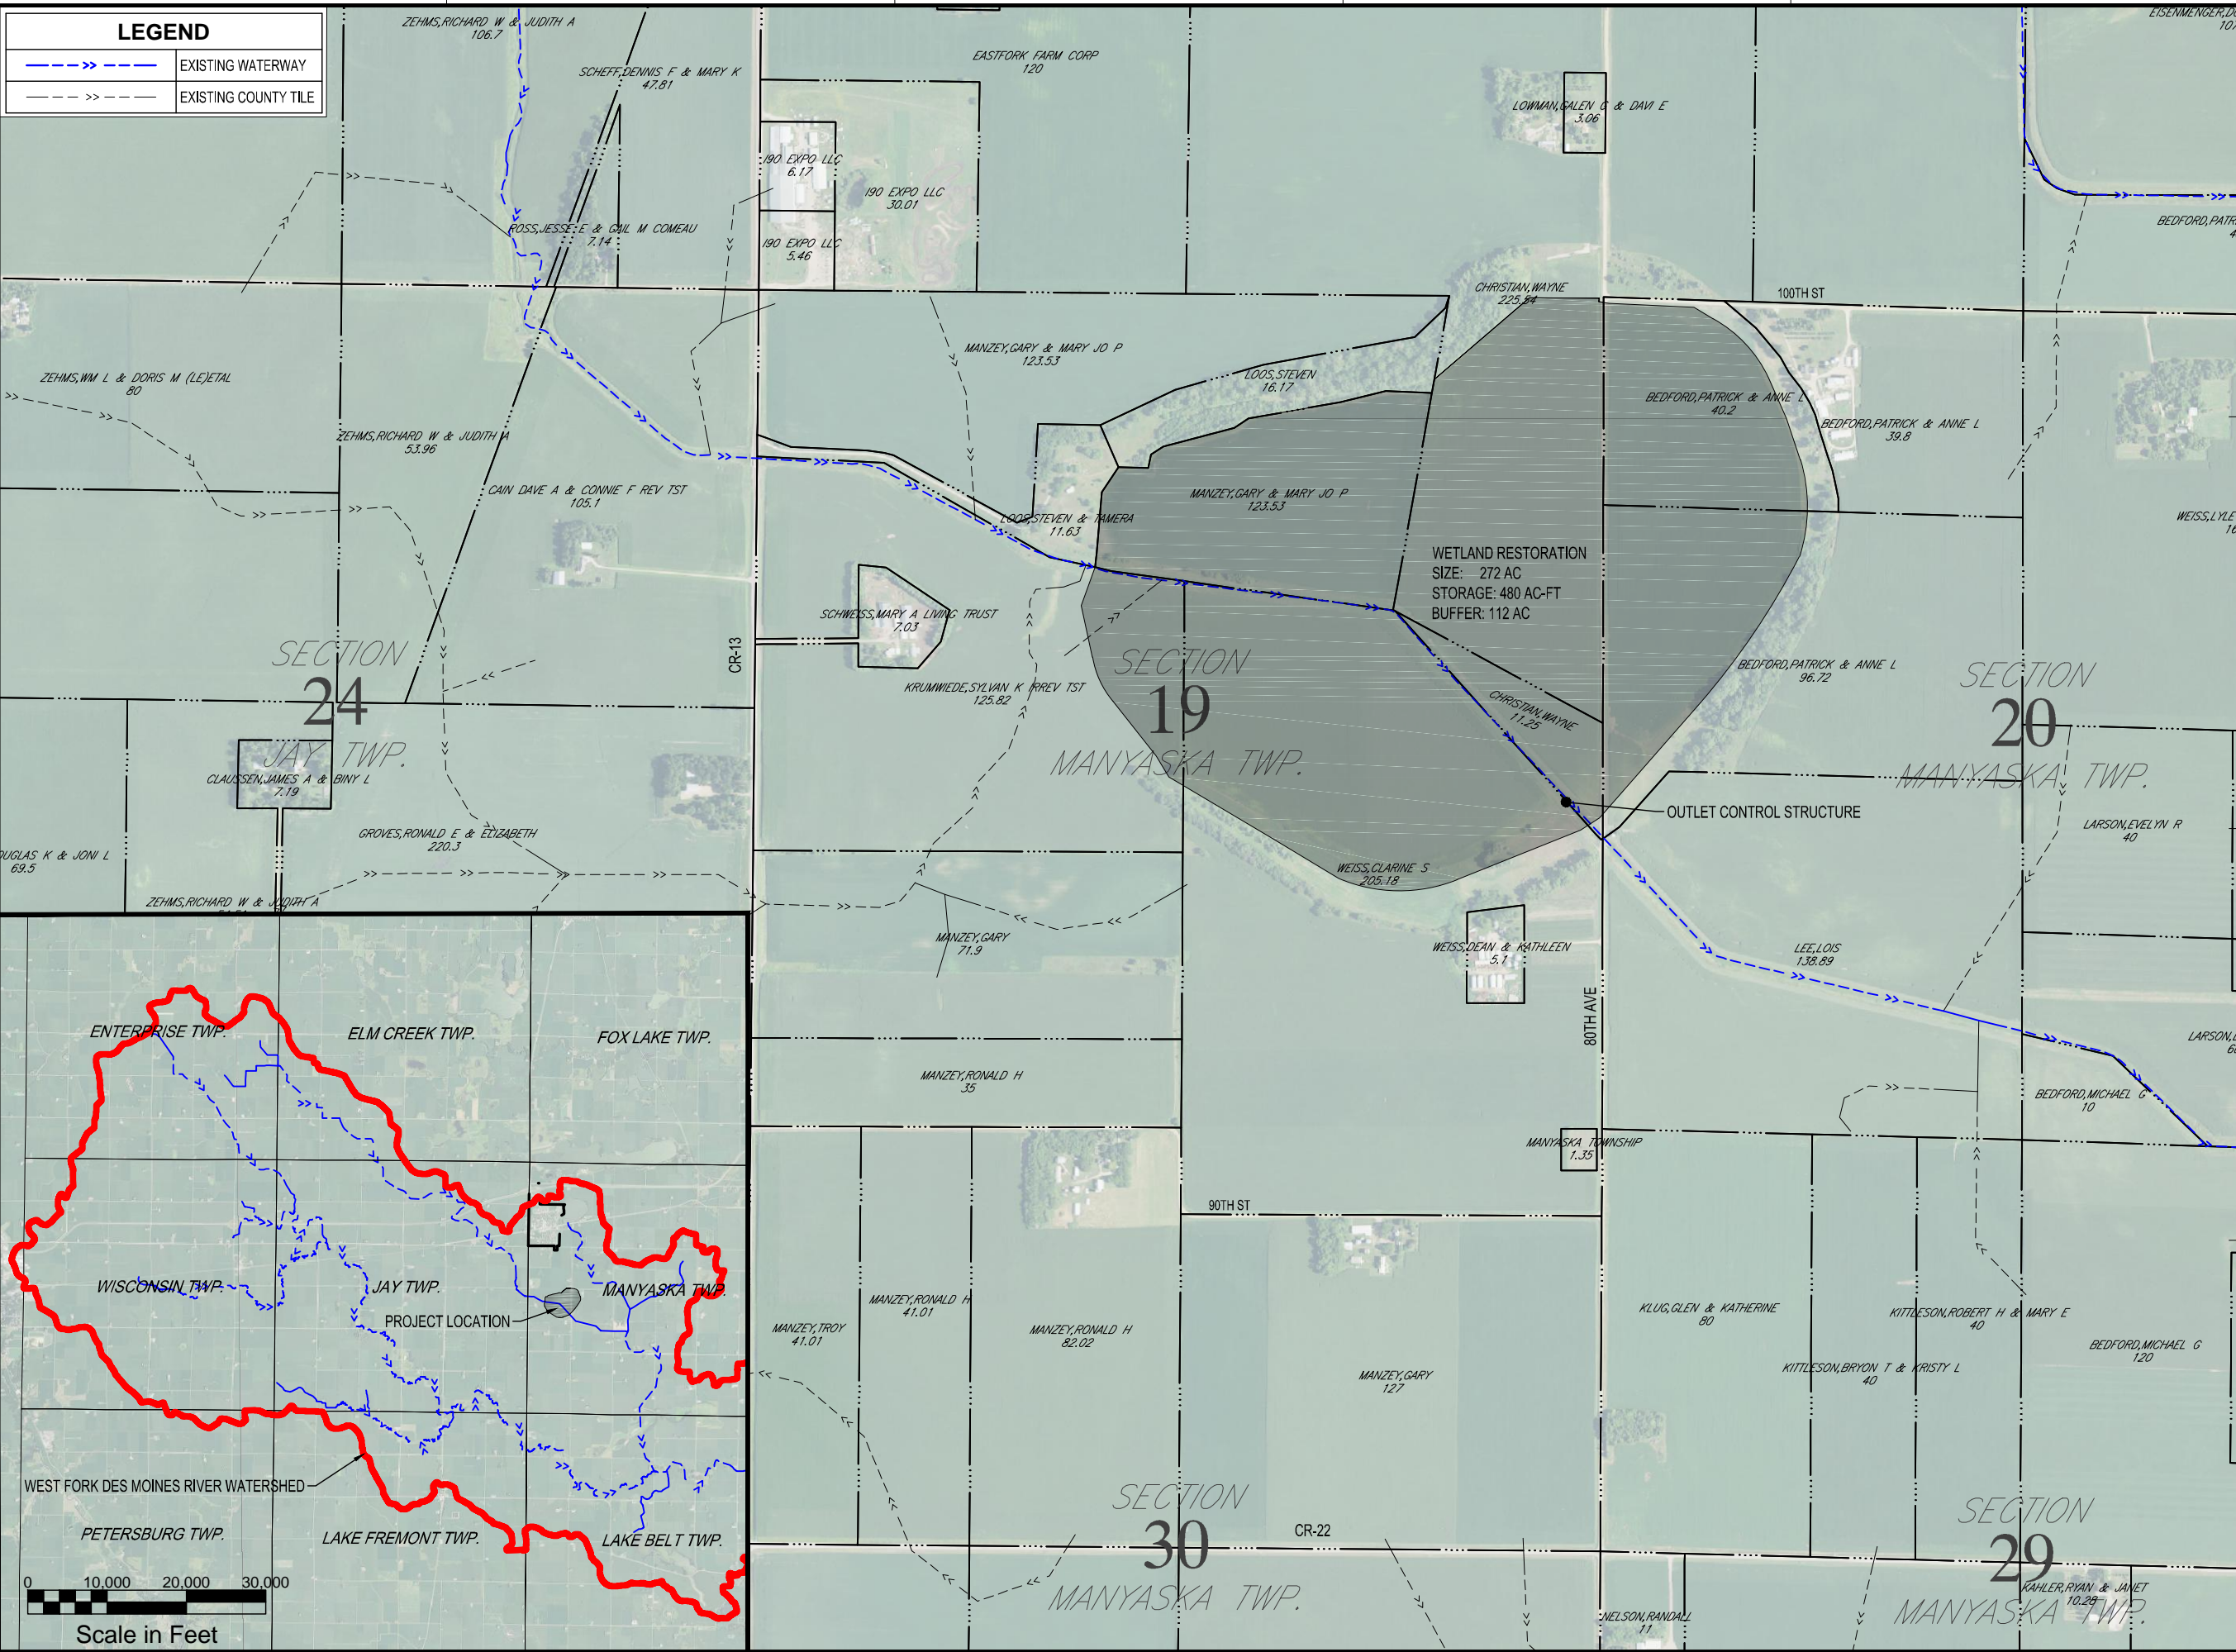 LEGEND
EXISTING WATERWAY
EXISTING COUNTY TILE
ZEHMS,RICHARD W & JUDITH A
106.7
SCHEFF,DENNIS F & MARY K
47.81
EASTFORK FARM CORP
120
LOWMAN,GALEN C & DAVI E
3.06
I90 EXPO LLC
6.17
I90 EXPO LLC
30.01
I90 EXPO LLC
5.46
ROSS,JESSE E & GAIL M COMEAU
7.14
BEDFORD,
CHRISTIAN,WAYNE
225.84
100TH ST
MANZEY,GARY & MARY JO P
123.53
LOOS,STEVEN
16.17
ZEHMS,WM L & DORIS M (LE)ETAL
80
ZEHMS,RICHARD W & JUDITH A
53.96
BEDFORD,PATRICK & ANNE L
40.2
BEDFORD,PATRICK & ANNE L
39.8
CAIN DAVE A & CONNIE F REV TST
105.1
MANZEY,GARY & MARY JO P
123.53
LOOS,STEVEN & TAMERA
11.63
WEISS,LYLE
WETLAND RESTORATION
SIZE: 272 AC
STORAGE: 480 AC-FT
BUFFER: 112 AC
SCHWEISS,MARY A LIVING TRUST
7.03
CR-13
SECTION
24
JAY TWP.
KRUMWIEDE,SYLVAN K IRREV TST
125.82
SECTION
19
MANYASKA TWP.
CHRISTIAN,WAYNE
11.25
BEDFORD,PATRICK & ANNE L
96.72
SECTION
20
MANYASKA TWP.
CLAUSSEN,JAMES A & BINY L
7.19
OUTLET CONTROL STRUCTURE
LARSON,EVELYN R
40
GROVES,RONALD E & ELIZABETH
220.3
K & JONI L
69.5
WEISS,CLARINE S
205.18
ZEHMS,RICHARD W & JUDITH A
MANZEY,GARY
71.9
WEISS,DEAN & KATHLEEN
5.1
LEE,LOIS
138.89
80TH AVE
MANZEY,RONALD H
35
BEDFORD,MICHAEL G
10
MANYASKA TOWNSHIP
1.35
90TH ST
MANZEY,TROY
41.01
MANZEY,RONALD H
41.01
MANZEY,RONALD H
82.02
MANZEY,GARY
127
KLUG,GLEN & KATHERINE
80
KITTLESON,ROBERT H & MARY E
40
KITTLESON,BRYON T & KRISTY L
40
BEDFORD,MICHAEL G
120
SECTION
30
MANYASKA TWP.
CR-22
SECTION
29
MANYASKA TWP.
KAHLER,RYAN & JANET
10.28
NELSON,RANDALL
11
ENTERPRISE TWP.
ELM CREEK TWP.
FOX LAKE TWP.
WISCONSIN TWP.
JAY TWP.
MANYASKA TWP.
PROJECT LOCATION
WEST FORK DES MOINES RIVER WATERSHED
PETERSBURG TWP.
LAKE FREMONT TWP.
LAKE BELT TWP.
0 10,000 20,000 30,000
Scale in Feet